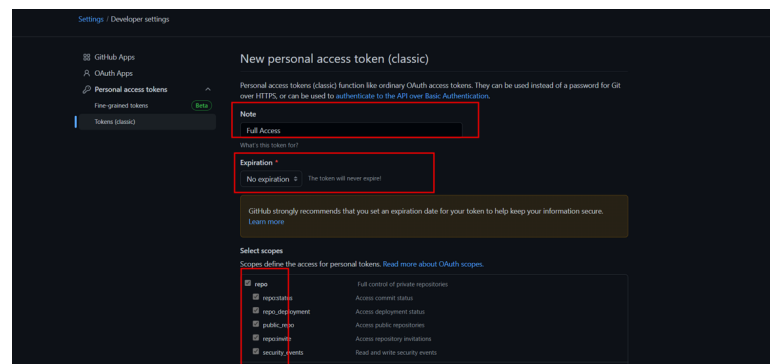 Settings / Developer settings
GitHub Apps
OAuth Apps
Personal access tokens
Fine-grained tokens Beta
Tokens (classic)
New personal access token (classic)
Personal access tokens (classic) function like ordinary OAuth access tokens. They can be used instead of a password for Git
over HTTPS, or can be used to authenticate to the API over Basic Authentication.
Note
Full Access
What's this token for?
Expiration *
No expiration The token will never expire!
GitHub strongly recommends that you set an expiration date for your token to help keep your information secure.
Learn more
Select scopes
Scopes define the access for personal tokens. Read more about OAuth scopes.
repo Full control of private repositories
repo:status Access commit status
repo_deployment Access deployment status
public_repo Access public repositories
repo:invite Access repository invitations
security_events Read and write security events